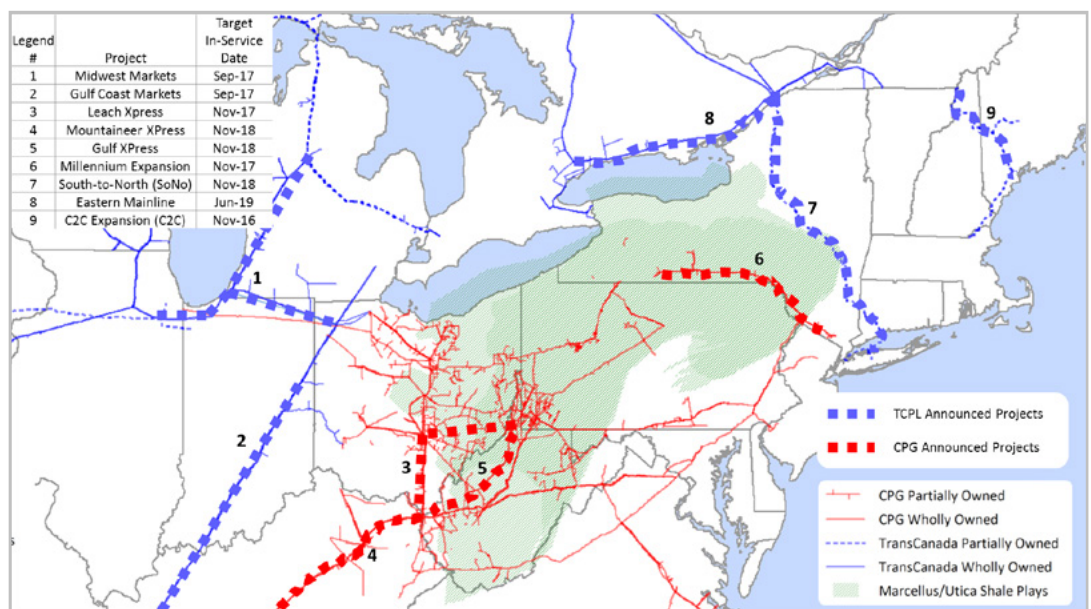 Legend # Project Target In-Service Date
1 Midwest Markets Sep-17
2 Gulf Coast Markets Sep-17
3 Leach Xpress Nov-17
4 Mountaineer XPress Nov-18
5 Gulf XPress Nov-18
6 Millennium Expansion Nov-17
7 South-to-North (SoNo) Nov-18
8 Eastern Mainline Jun-19
9 C2C Expansion (C2C) Nov-16
8
9
7
6
1
2
3
5
4
TCPL Announced Projects
CPG Announced Projects
CPG Partially Owned
CPG Wholly Owned
TransCanada Partially Owned
TransCanada Wholly Owned
Marcellus/Utica Shale Plays